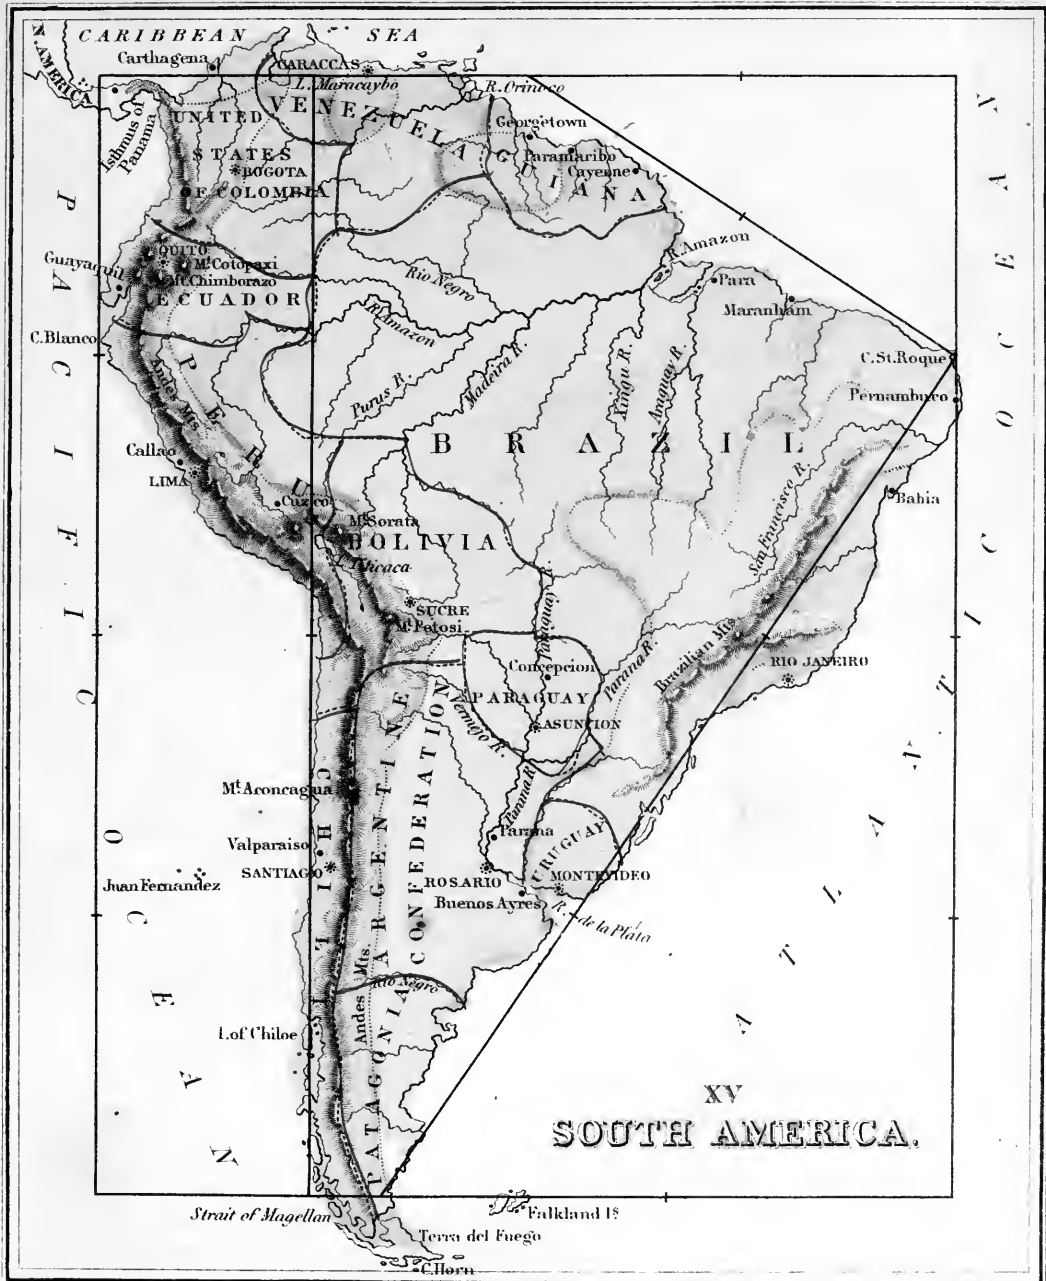 CARIBBEAN SEA
N. AMERICA
Carthagena
CARACCAS
L. Maracaybo
R. Orinoco
VENEZUELA
Isthmus of Panama
UNITED
STATES
BOGOTA
OF COLOMBIA
Georgetown
Paramaribo
Cayenne
GUIANA
QUITO
Mt. Cotopaxi
Guayaquil
Mt. Chimborazo
ECUADOR
Rio Negro
R. Amazon
R. Amazon
Para
Maranham
C. Blanco
C. St. Roque
Pernambuco
Andes Mts.
PERU
Purus R.
Madeira R.
Xingu R.
Araguay R.
BRAZIL
Callao
LIMA
Cuzco
San Francisco R.
Bahia
Mt. Sorata
BOLIVIA
L. Titicaca
SUCRE
Mt. Potosi
Paraguay R.
Concepcion
PARAGUAY
ASUNCION
Parana R.
Brazilian Mts.
RIO JANEIRO
Vermejo R.
Parana R.
CHILI
Mt. Aconcagua
Valparaiso
SANTIAGO
Juan Fernandez
ARGENTINE
CONFEDERATION
Parana
ROSARIO
Buenos Ayres
URUGUAY
MONTEVIDEO
R. de la Plata
Rio Negro
Andes Mts.
I. of Chiloe
PATAGONIA
PACIFIC
OCEAN
ATLANTIC OCEAN
XV
SOUTH AMERICA.
Strait of Magellan
Falkland Is.
Terra del Fuego
C. Horn